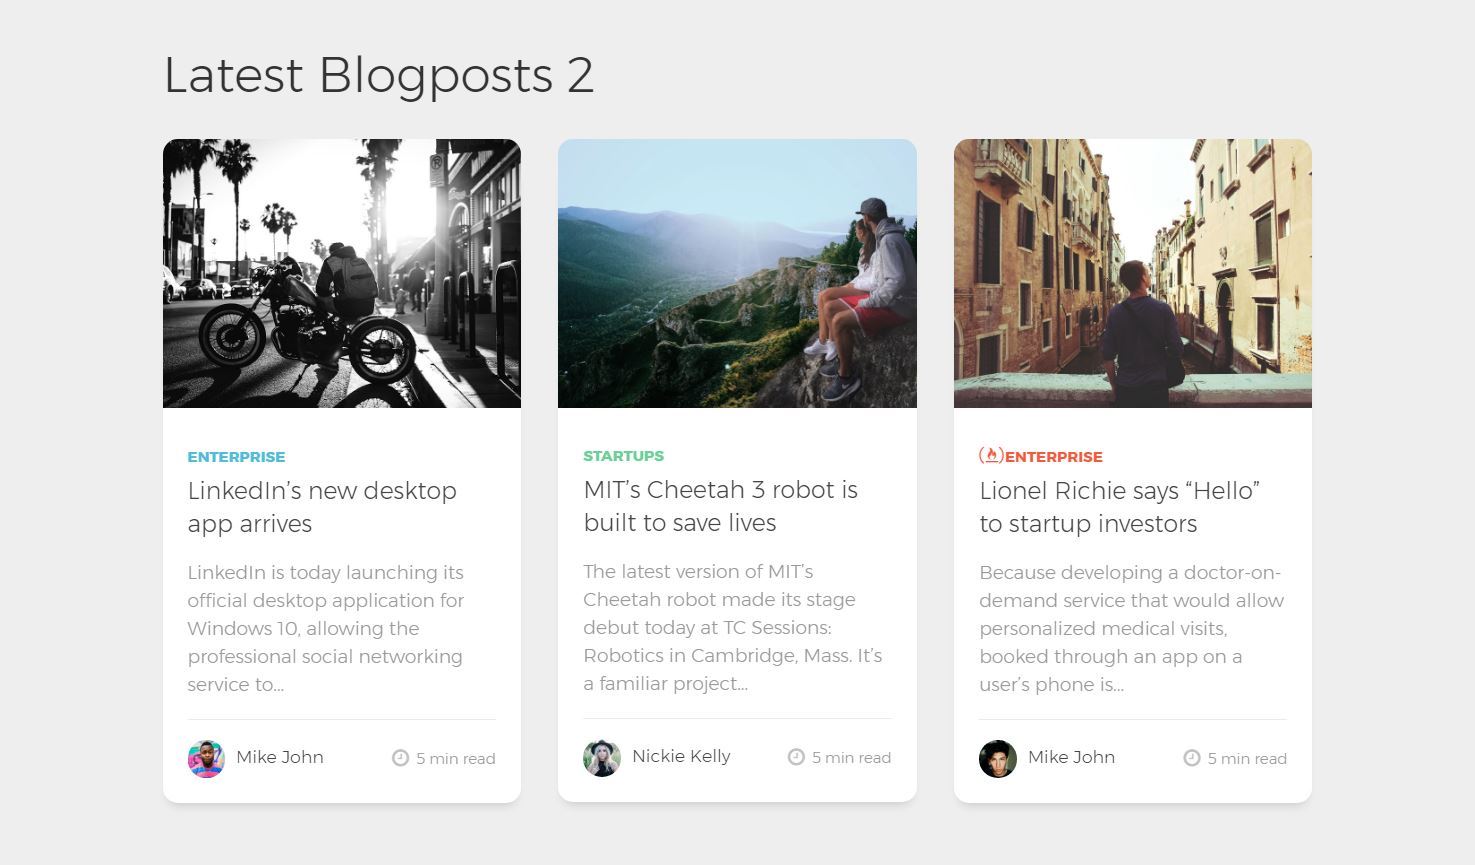 Latest Blogposts 2
ENTERPRISE
LinkedIn’s new desktop
app arrives
LinkedIn is today launching its
official desktop application for
Windows 10, allowing the
professional social networking
service to...
Mike John
5 min read
STARTUPS
MIT’s Cheetah 3 robot is
built to save lives
The latest version of MIT’s
Cheetah robot made its stage
debut today at TC Sessions:
Robotics in Cambridge, Mass. It’s
a familiar project...
Nickie Kelly
5 min read
ENTERPRISE
Lionel Richie says “Hello”
to startup investors
Because developing a doctor-on-
demand service that would allow
personalized medical visits,
booked through an app on a
user’s phone is...
Mike John
5 min read